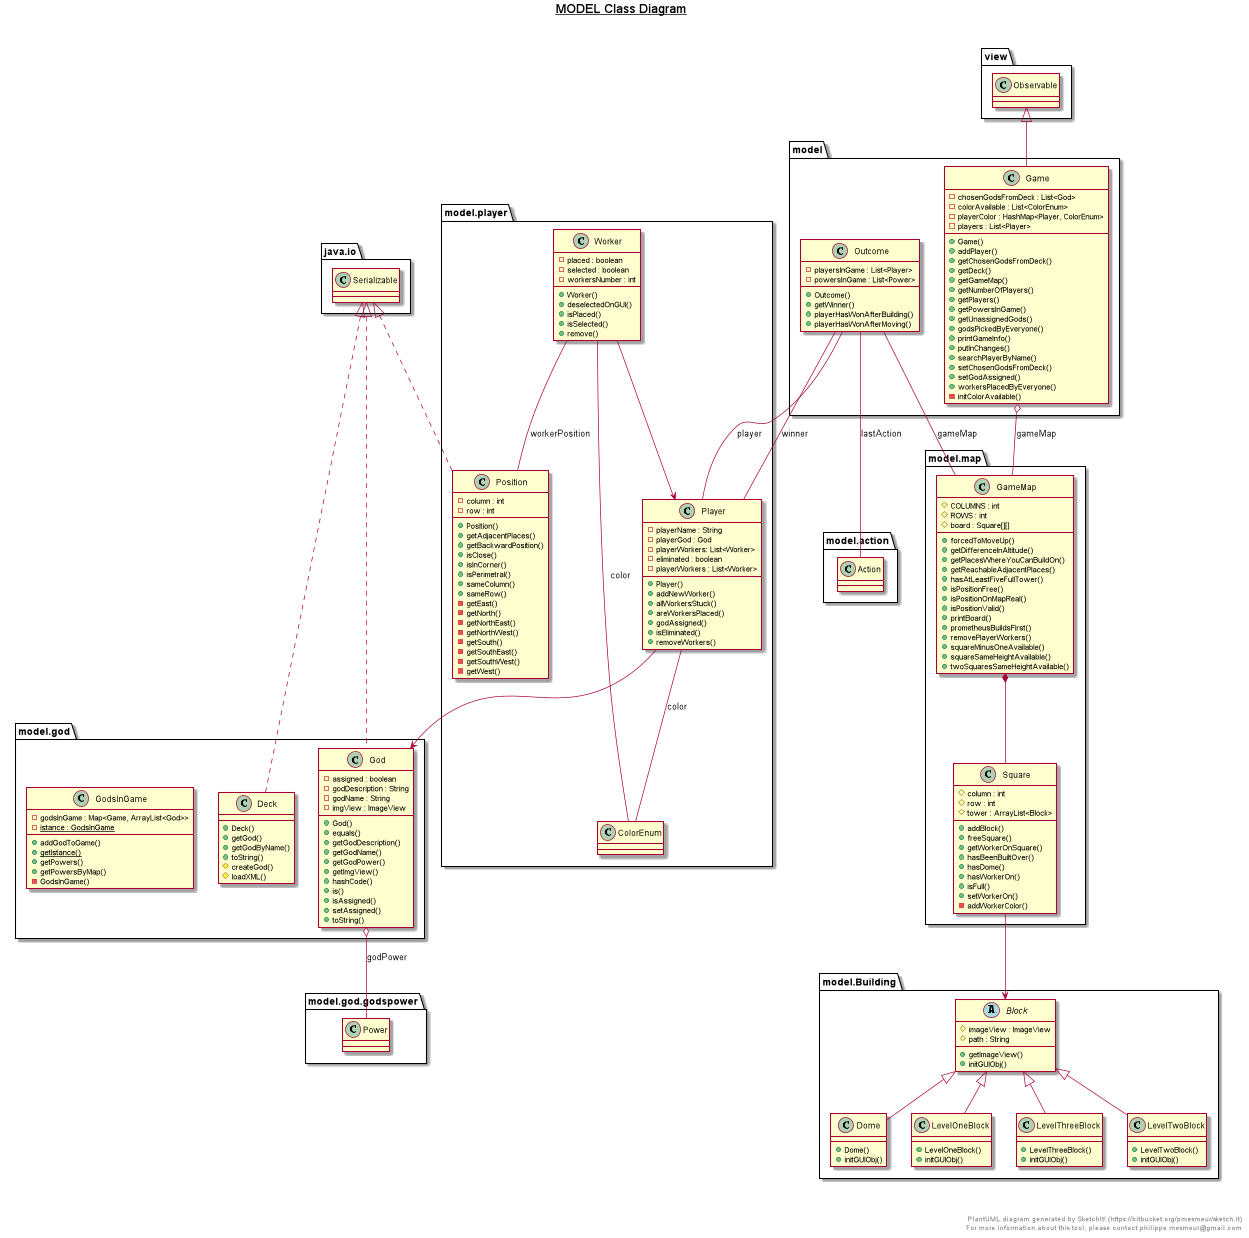 MODEL Class Diagram
view
C Observable
model
C Game
chosenGodsFromDeck : List<God>
colorAvailable : List<ColorEnum>
playerColor : HashMap<Player, ColorEnum>
players : List<Player>
Game()
addPlayer()
getChosenGodsFromDeck()
getDeck()
getGameMap()
getNumberOfPlayers()
getPlayers()
getPowersInGame()
getUnassignedGods()
godsPickedByEveryone()
printGameInfo()
putInChanges()
searchPlayerByName()
setChosenGodsFromDeck()
setGodAssigned()
workersPlacedByEveryone()
initColorAvailable()
C Outcome
playersInGame : List<Player>
powersInGame : List<Power>
Outcome()
getWinner()
playerHasWonAfterBuilding()
playerHasWonAfterMoving()
model.player
C Worker
placed : boolean
selected : boolean
workersNumber : int
Worker()
deselectedOnGUI()
isPlaced()
isSelected()
remove()
java.io
C Serializable
workerPosition
player
winner
lastAction
gameMap
gameMap
color
C Position
column : int
row : int
Position()
getAdjacentPlaces()
getBackwardPosition()
isClose()
isInCorner()
isPerimetral()
sameColumn()
sameRow()
getEast()
getNorth()
getNorthEast()
getNorthWest()
getSouth()
getSouthEast()
getSouthWest()
getWest()
C Player
playerName : String
playerGod : God
playerWorkers: List<Worker>
eliminated : boolean
playerWorkers : List<Worker>
Player()
addNewWorker()
allWorkersStuck()
areWorkersPlaced()
godAssigned()
isEliminated()
removeWorkers()
color
C ColorEnum
model.action
C Action
model.map
C GameMap
COLUMNS : int
ROWS : int
board : Square[][]
forcedToMoveUp()
getDifferenceInAltitude()
getPlacesWhereYouCanBuildOn()
getReachableAdjacentPlaces()
hasAtLeastFiveFullTower()
isPositionFree()
isPositionOnMapReal()
isPositionValid()
printBoard()
prometheusBuildsFirst()
removePlayerWorkers()
squareMinusOneAvailable()
squareSameHeightAvailable()
twoSquaresSameHeightAvailable()
C Square
column : int
row : int
tower : ArrayList<Block>
addBlock()
freeSquare()
getWorkerOnSquare()
hasBeenBuiltOver()
hasDome()
hasWorkerOn()
isFull()
setWorkerOn()
addWorkerColor()
model.god
C GodsInGame
godsInGame : Map<Game, ArrayList<God>>
istance : GodsInGame
addGodToGame()
getIstance()
getPowers()
getPowersByMap()
GodsInGame()
C Deck
Deck()
getGod()
getGodByName()
toString()
createGod()
loadXML()
C God
assigned : boolean
godDescription : String
godName : String
imgView : ImageView
God()
equals()
getGodDescription()
getGodName()
getGodPower()
getImgView()
hashCode()
is()
isAssigned()
setAssigned()
toString()
godPower
model.god.godspower
C Power
model.Building
A Block
imageView : ImageView
path : String
getImageView()
initGUIObj()
C Dome
Dome()
initGUIObj()
C LevelOneBlock
LevelOneBlock()
initGUIObj()
C LevelThreeBlock
LevelThreeBlock()
initGUIObj()
C LevelTwoBlock
LevelTwoBlock()
initGUIObj()
PlantUML diagram generated by SketchIt! (https://bitbucket.org/pmesmeur/sketch.it)
For more information about this tool, please contact philippe.mesmeur@gmail.com